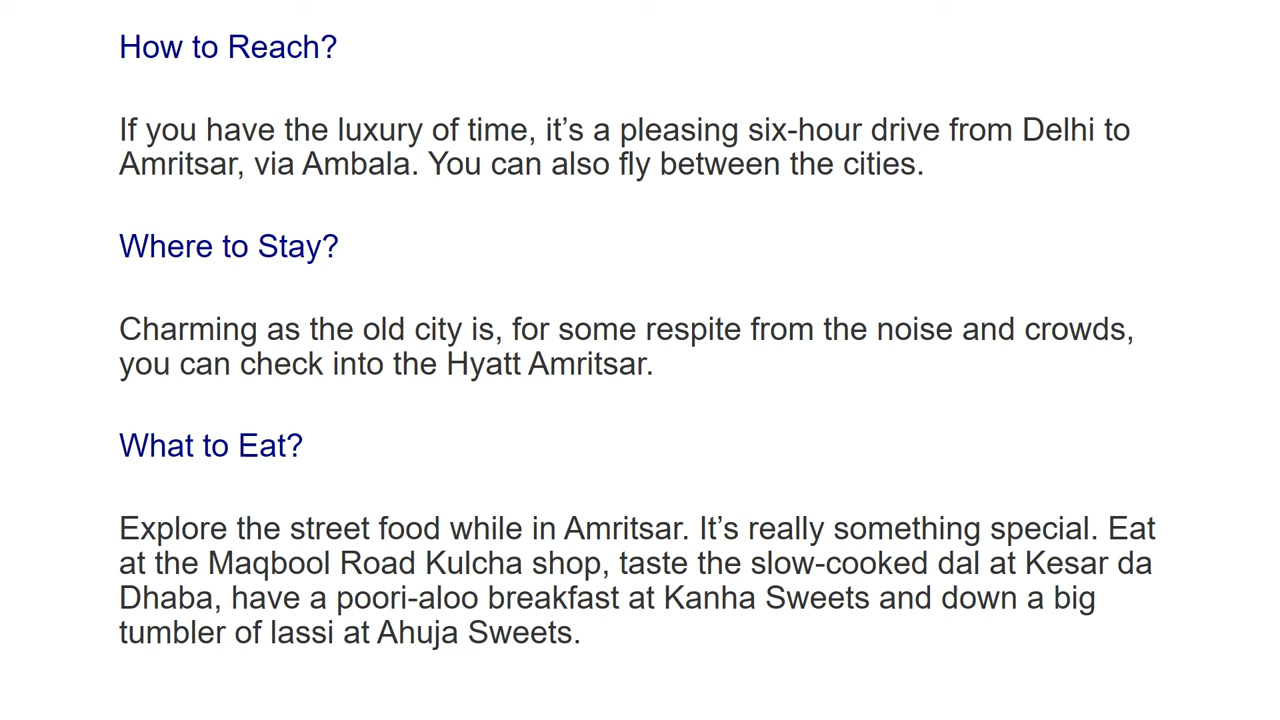 How to Reach?
If you have the luxury of time, it’s a pleasing six-hour drive from Delhi to
Amritsar, via Ambala. You can also fly between the cities.
Where to Stay?
Charming as the old city is, for some respite from the noise and crowds,
you can check into the Hyatt Amritsar.
What to Eat?
Explore the street food while in Amritsar. It’s really something special. Eat
at the Maqbool Road Kulcha shop, taste the slow-cooked dal at Kesar da
Dhaba, have a poori-aloo breakfast at Kanha Sweets and down a big
tumbler of lassi at Ahuja Sweets.